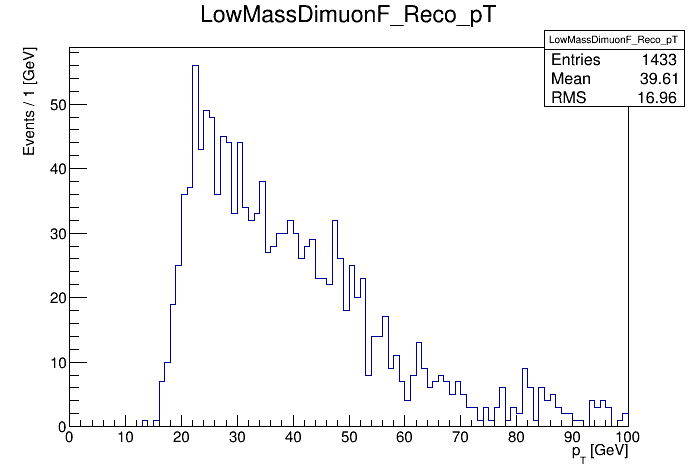 LowMassDimuonF_Reco_pT
LowMassDimuonF_Reco_pT
Entries 1433
Mean 39.61
RMS 16.96
Events / 1 [GeV]
50
40
30
20
10
0
0 10 20 30 40 50 60 70 80 90 100
p_T [GeV]